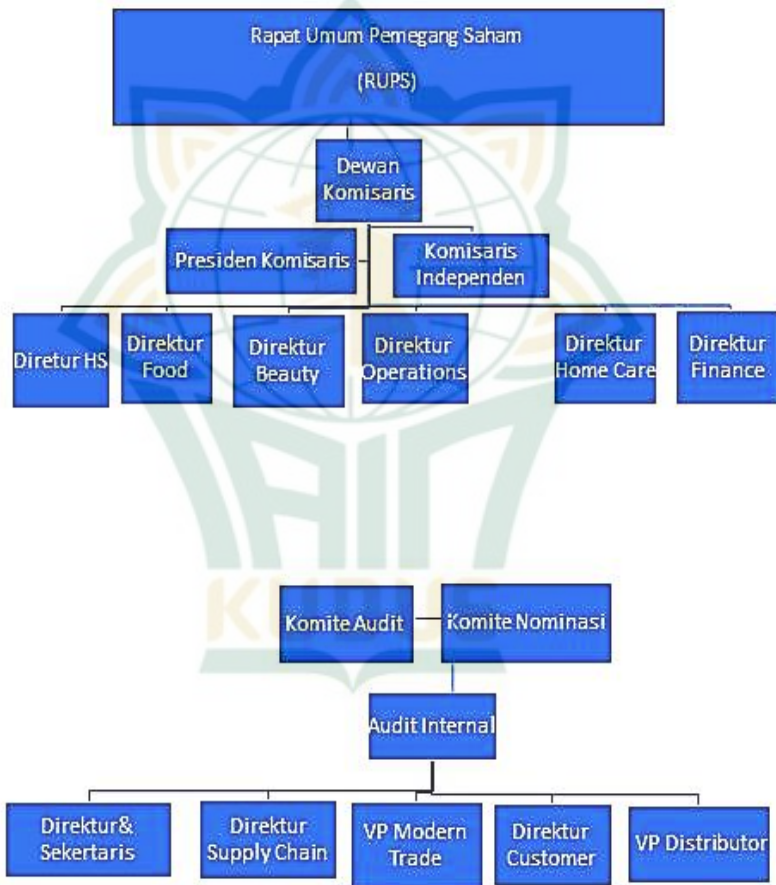 Rapat Umum Pemegang Saham
(RUPS)
Dewan
Komisaris
Presiden Komisaris
Komisaris
Independen
Diretur HS
Direktur
Food
Direktur
Beauty
Direktur
Operations
Direktur
Home Care
Direktur
Finance
IAIN
KUDUS
Komite Audit
Komite Nominasi
Audit Internal
Direktur&
Sekertaris
Direktur
Supply Chain
VP Modern
Trade
Direktur
Customer
VP Distributor